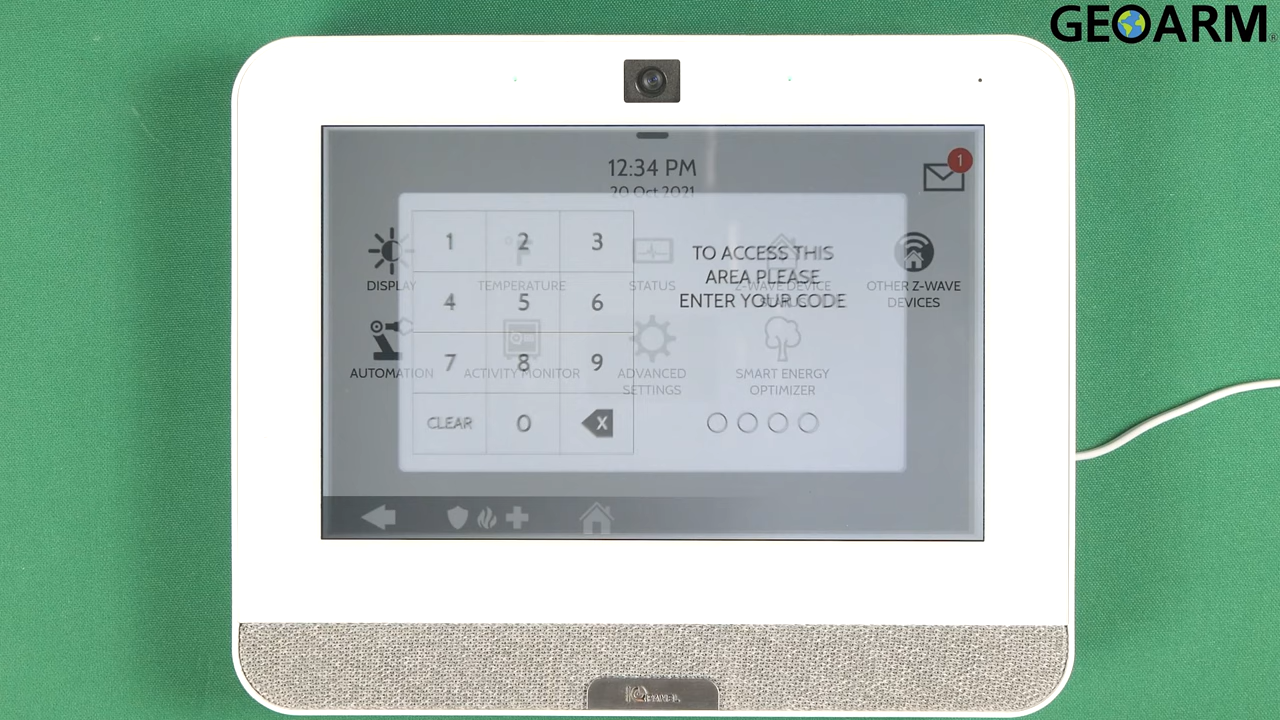 GEOARM
12:34 PM
20 Oct 2021
1
1 2 3
TO ACCESS THIS
AREA PLEASE
ENTER YOUR CODE
DISPLAY
TEMPERATURE
STATUS
Z-WAVE DEVICE
OTHER Z-WAVE
DEVICES
4 5 6
7 8 9
AUTOMATION
ACTIVITY MONITOR
ADVANCED
SETTINGS
SMART ENERGY
OPTIMIZER
CLEAR 0 X